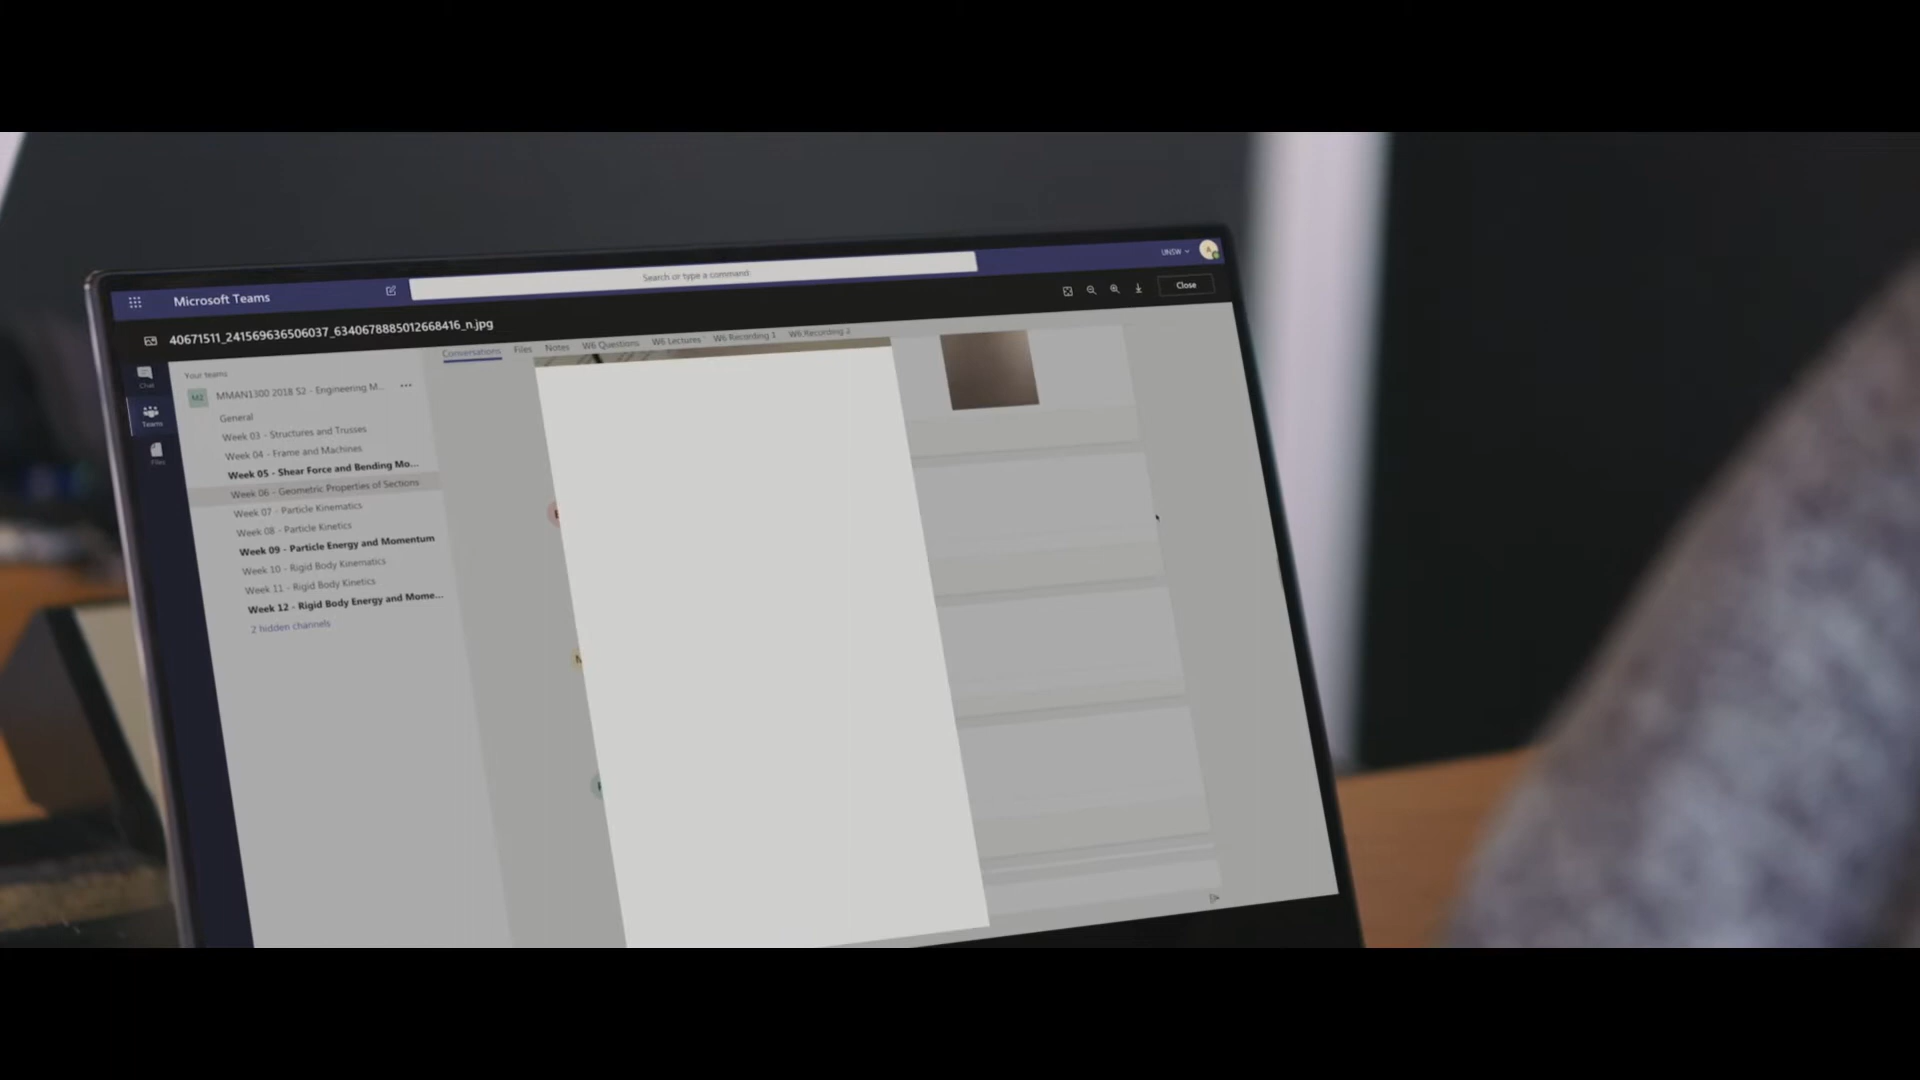 Microsoft Teams
Search or type a command
UNSW
40671511_241569636506037_6340678885012668416_n.jpg
Close
Chat
Teams
Files
Your teams
M2
MMAN1300 2018 S2 - Engineering M...
General
Week 03 - Structures and Trusses
Week 04 - Frame and Machines
Week 05 - Shear Force and Bending Mo...
Week 06 - Geometric Properties of Sections
Week 07 - Particle Kinematics
Week 08 - Particle Kinetics
Week 09 - Particle Energy and Momentum
Week 10 - Rigid Body Kinematics
Week 11 - Rigid Body Kinetics
Week 12 - Rigid Body Energy and Mome...
2 hidden channels
Conversations Files Notes W6 Questions W6 Lectures W6 Recording 1 W6 Recording 2